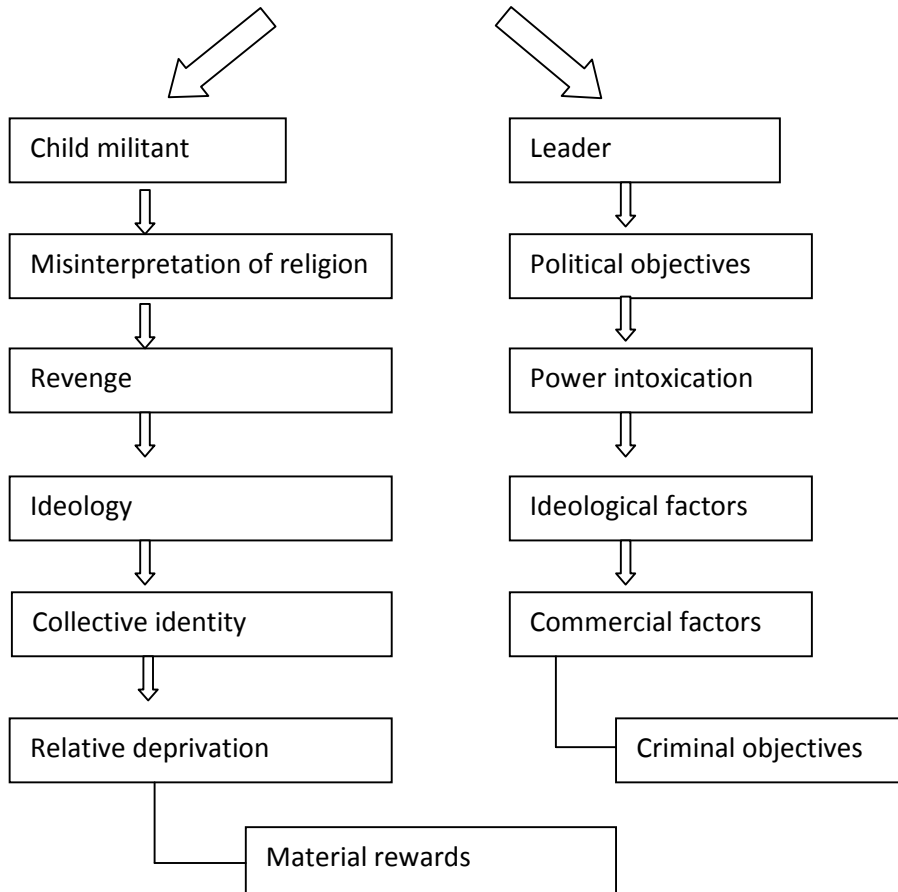 Child militant
Leader
Misinterpretation of religion
Political objectives
Revenge
Power intoxication
Ideology
Ideological factors
Collective identity
Commercial factors
Relative deprivation
Criminal objectives
Material rewards